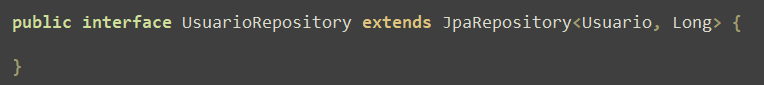 public interface UsuarioRepository extends JpaRepository<Usuario, Long> {
}